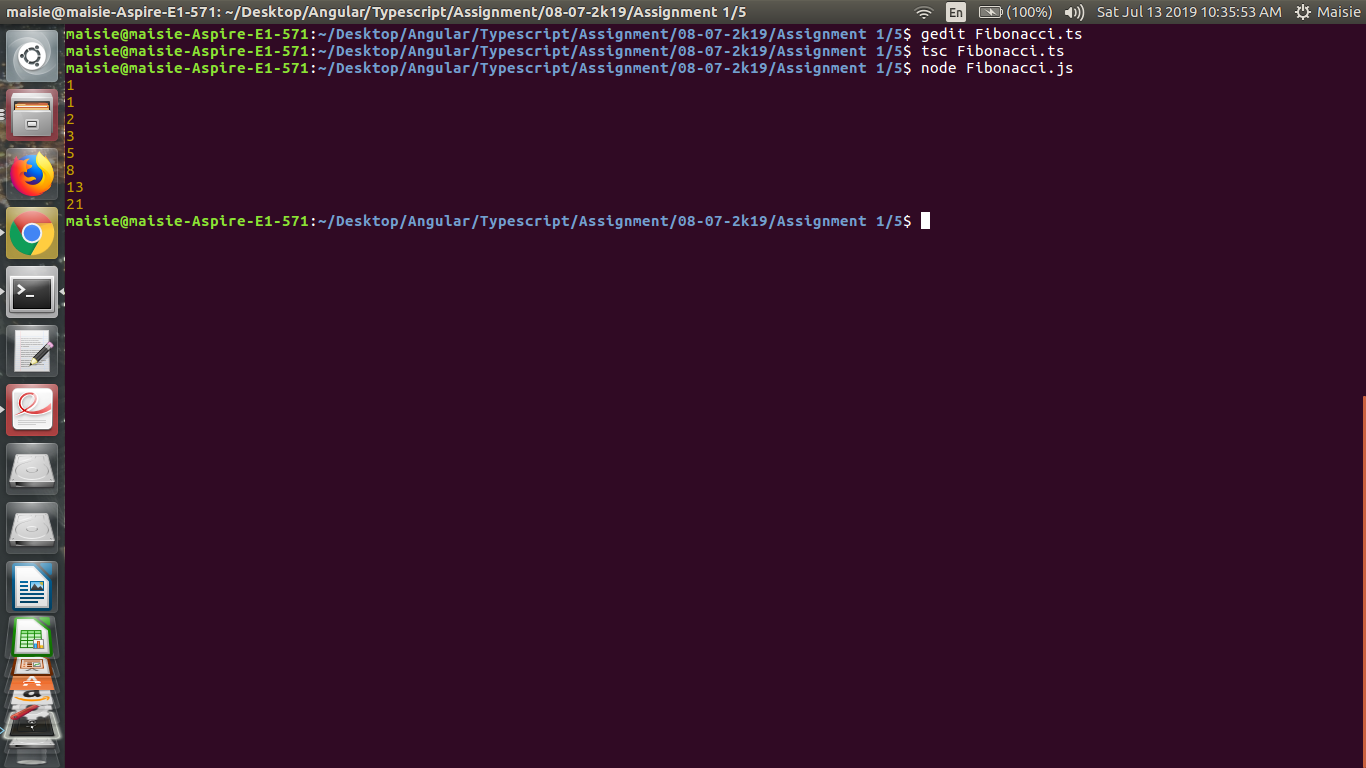 maisie@maisie-Aspire-E1-571: ~/Desktop/Angular/Typescript/Assignment/08-07-2k19/Assignment 1/5 En (100%) Sat Jul 13 2019 10:35:53 AM Maisie
maisie@maisie-Aspire-E1-571:~/Desktop/Angular/Typescript/Assignment/08-07-2k19/Assignment 1/5$ gedit Fibonacci.ts
maisie@maisie-Aspire-E1-571:~/Desktop/Angular/Typescript/Assignment/08-07-2k19/Assignment 1/5$ tsc Fibonacci.ts
maisie@maisie-Aspire-E1-571:~/Desktop/Angular/Typescript/Assignment/08-07-2k19/Assignment 1/5$ node Fibonacci.js
1
1
2
3
5
8
13
21
maisie@maisie-Aspire-E1-571:~/Desktop/Angular/Typescript/Assignment/08-07-2k19/Assignment 1/5$